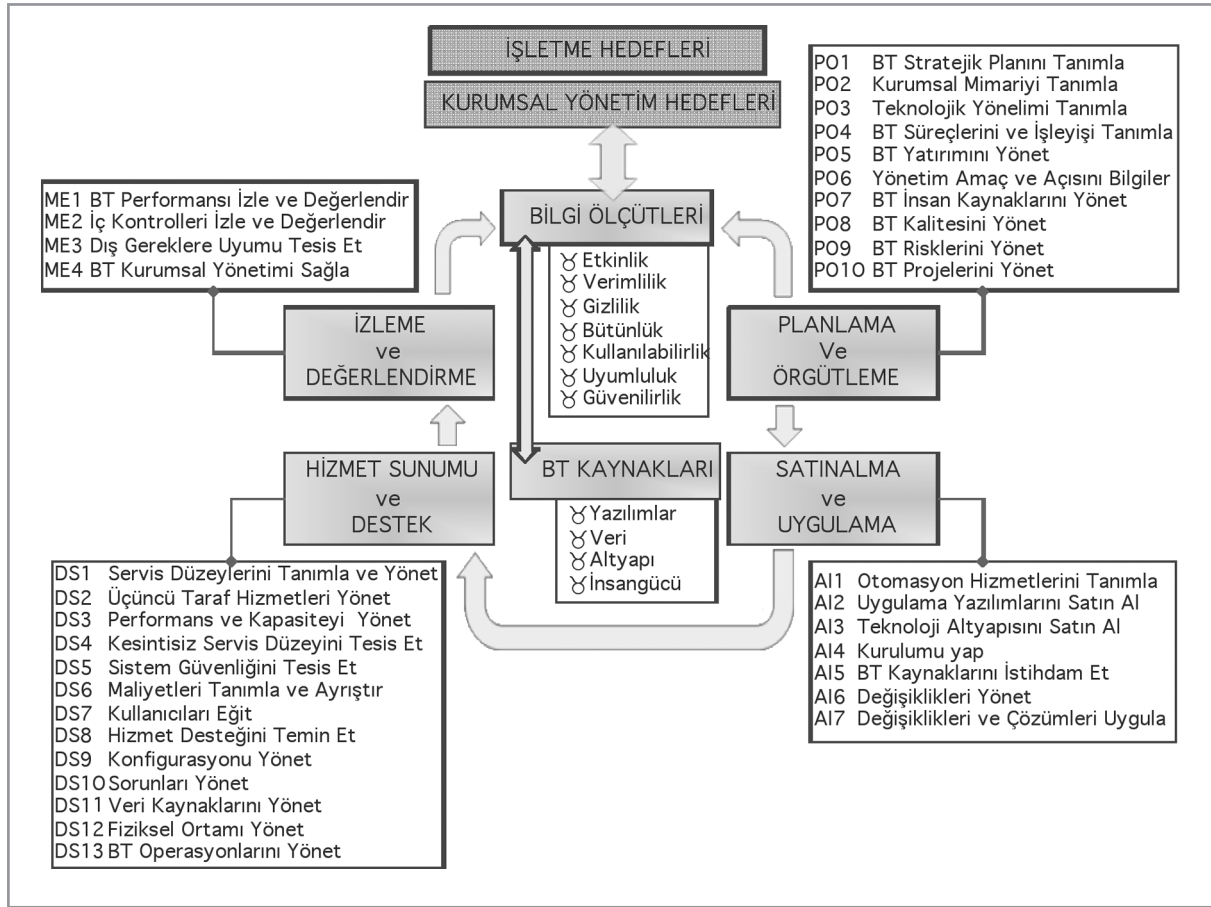 İŞLETME HEDEFLERİ
KURUMSAL YÖNETİM HEDEFLERİ
PO1 BT Stratejik Planını Tanımla
PO2 Kurumsal Mimariyi Tanımla
PO3 Teknolojik Yönelimi Tanımla
PO4 BT Süreçlerini ve İşleyişi Tanımla
PO5 BT Yatırımını Yönet
PO6 Yönetim Amaç ve Açısını Bilgiler
PO7 BT İnsan Kaynaklarını Yönet
PO8 BT Kalitesini Yönet
PO9 BT Risklerini Yönet
PO10 BT Projelerini Yönet
ME1 BT Performansı İzle ve Değerlendir
ME2 İç Kontrolleri İzle ve Değerlendir
ME3 Dış Gereklere Uyumu Tesis Et
ME4 BT Kurumsal Yönetimi Sağla
BİLGİ ÖLÇÜTLERİ
Etkinlik
Verimlilik
Gizlilik
Bütünlük
Kullanılabilirlik
Uyumluluk
Güvenilirlik
İZLEME
ve
DEĞERLENDİRME
PLANLAMA
Ve
ÖRGÜTLEME
HİZMET SUNUMU
ve
DESTEK
BT KAYNAKLARI
Yazılımlar
Veri
Altyapı
İnsangücü
SATINALMA
ve
UYGULAMA
DS1 Servis Düzeylerini Tanımla ve Yönet
DS2 Üçüncü Taraf Hizmetleri Yönet
DS3 Performans ve Kapasiteyi Yönet
DS4 Kesintisiz Servis Düzeyini Tesis Et
DS5 Sistem Güvenliğini Tesis Et
DS6 Maliyetleri Tanımla ve Ayrıştır
DS7 Kullanıcıları Eğit
DS8 Hizmet Desteğini Temin Et
DS9 Konfigurasyonu Yönet
DS10 Sorunları Yönet
DS11 Veri Kaynaklarını Yönet
DS12 Fiziksel Ortamı Yönet
DS13 BT Operasyonlarını Yönet
AI1 Otomasyon Hizmetlerini Tanımla
AI2 Uygulama Yazılımlarını Satın Al
AI3 Teknoloji Altyapısını Satın Al
AI4 Kurulumu yap
AI5 BT Kaynaklarını İstihdam Et
AI6 Değişiklikleri Yönet
AI7 Değişiklikleri ve Çözümleri Uygula